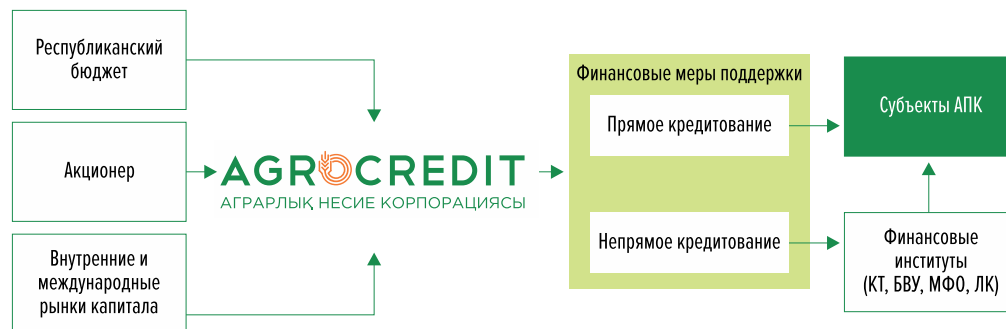 Республиканский
бюджет
Акционер
Внутренние и
международные
рынки капитала
AGROCREDIT
АГРАРЛЫҚ НЕСИЕ КОРПОРАЦИЯСЫ
Финансовые меры поддержки
Прямое кредитование
Непрямое кредитование
Субъекты АПК
Финансовые
институты
(КТ, БВУ, МФО, ЛК)